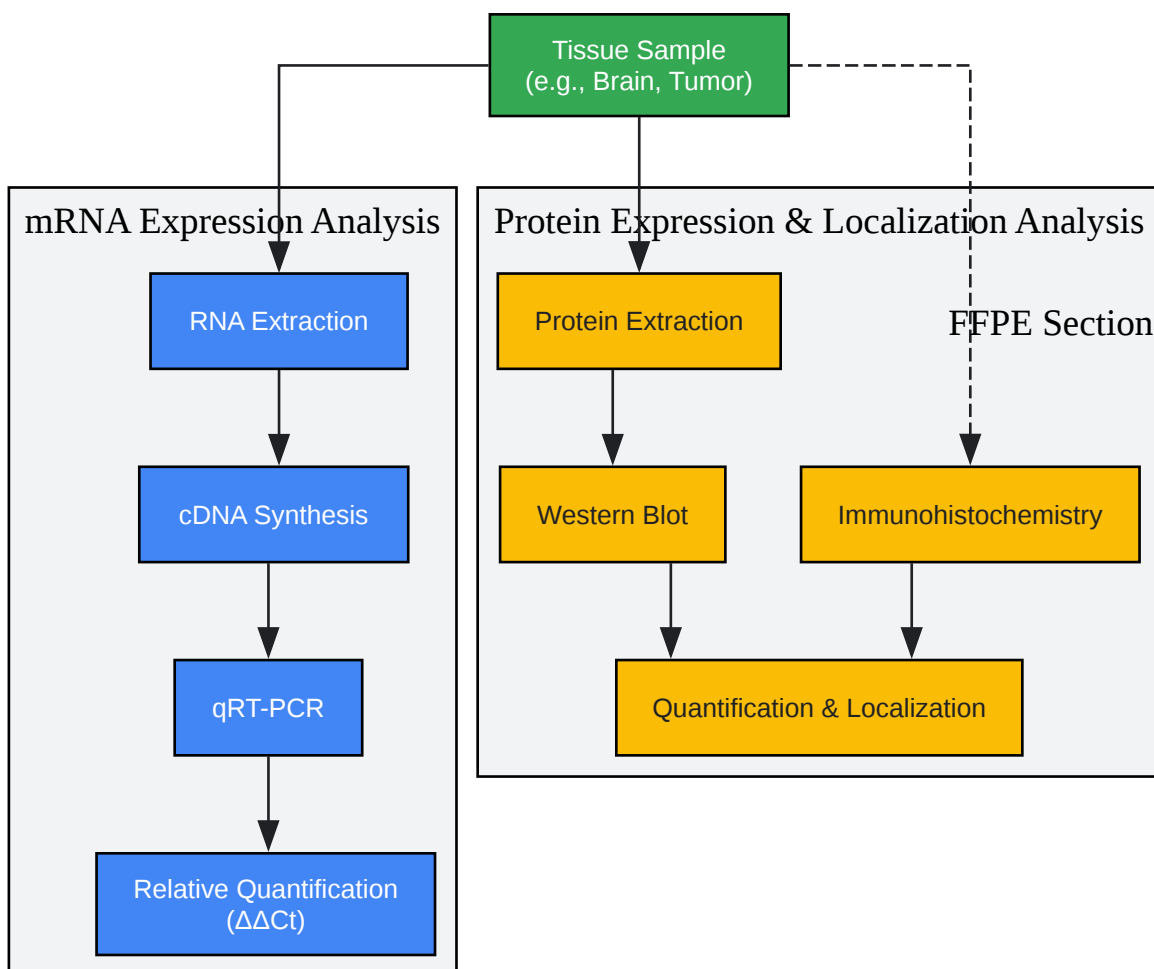 Tissue Sample
(e.g., Brain, Tumor)
mRNA Expression Analysis
RNA Extraction
cDNA Synthesis
qRT-PCR
Relative Quantification
(ΔΔCt)
Protein Expression & Localization Analysis
Protein Extraction
FFPE Section
Western Blot
Immunohistochemistry
Quantification & Localization